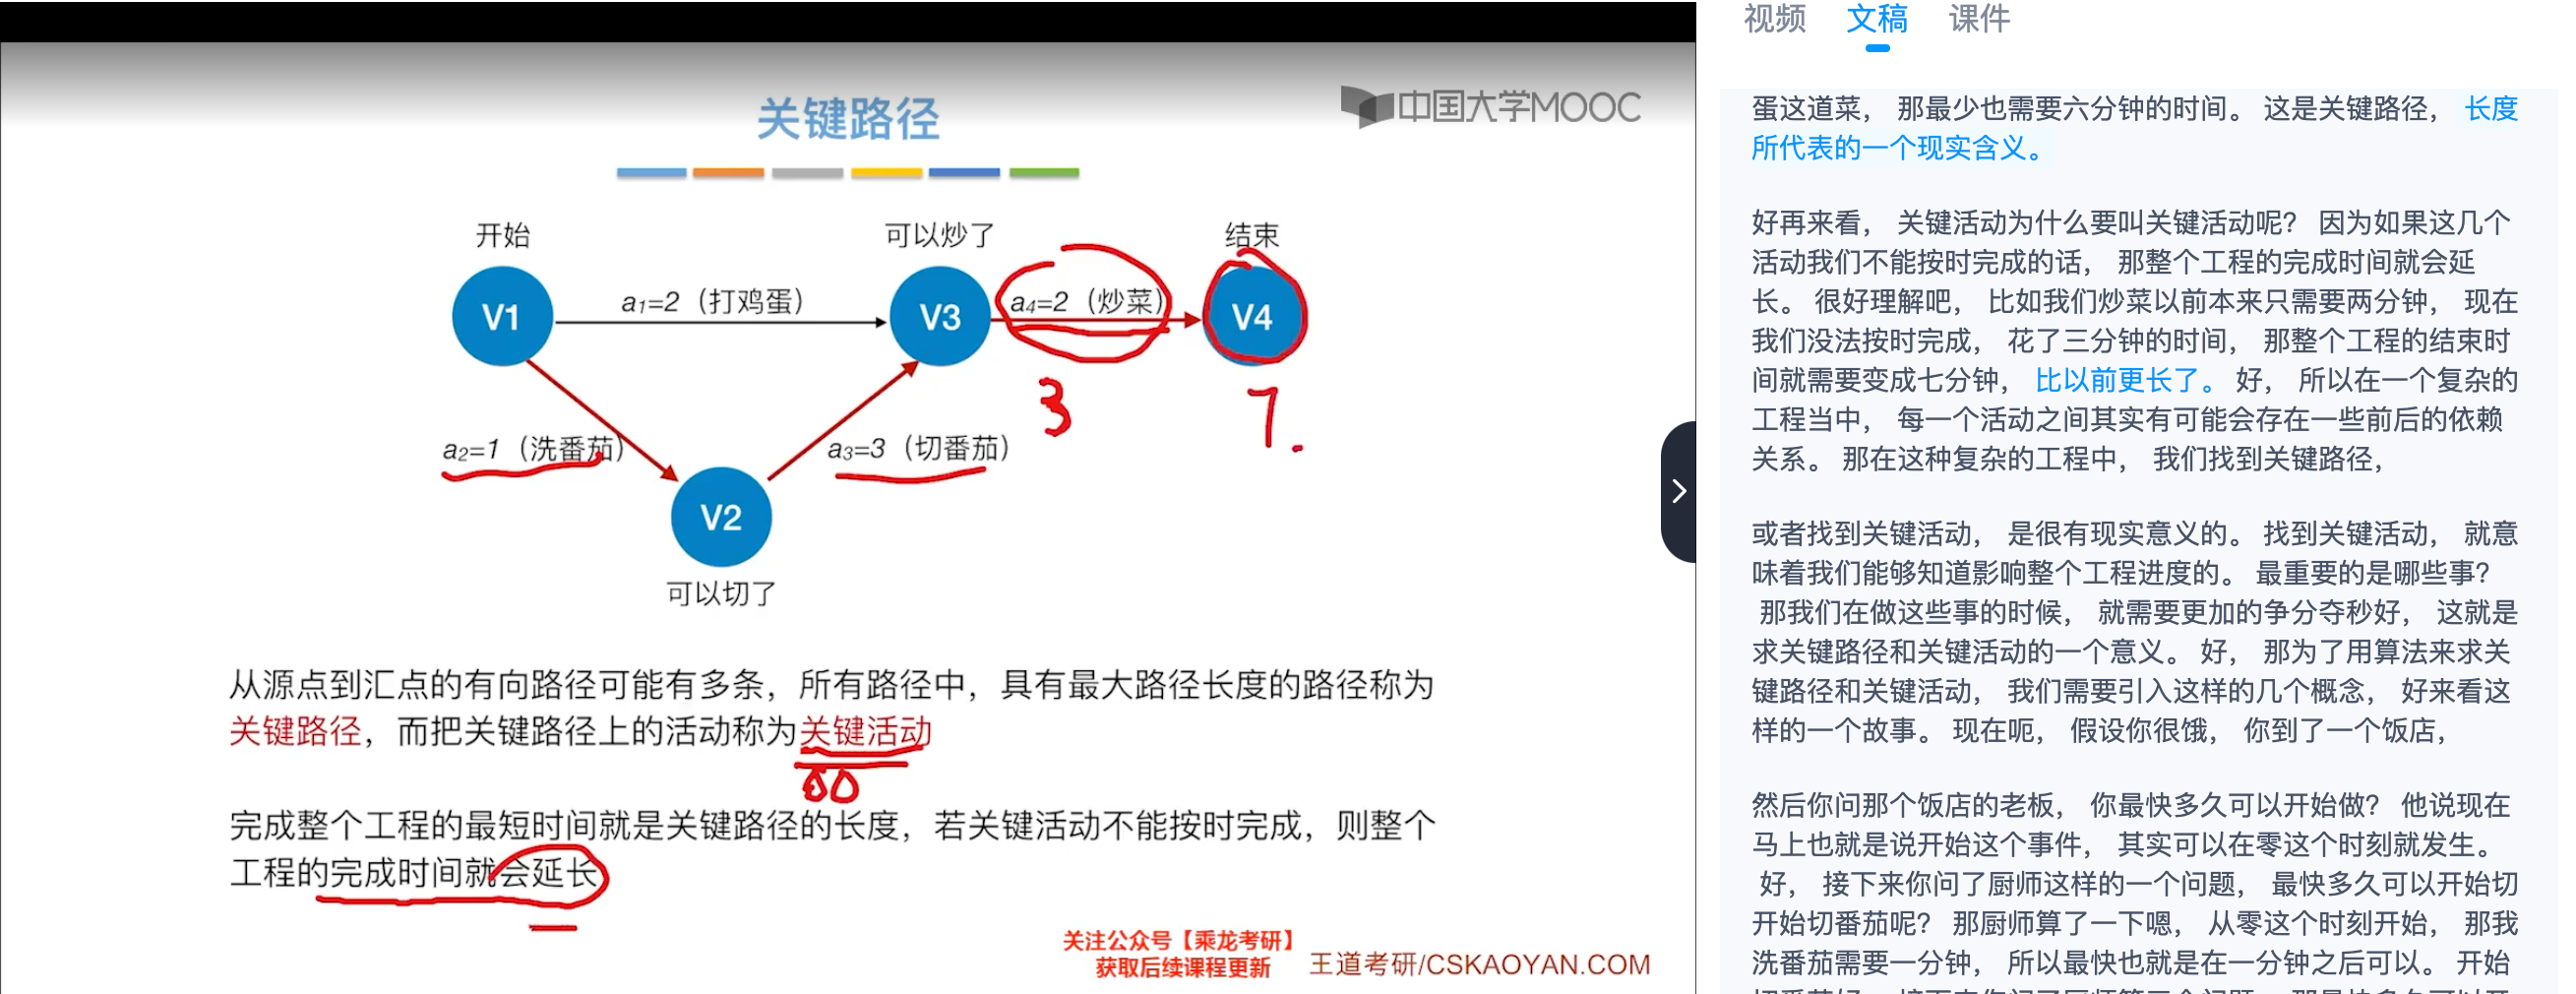 关键路径
中国大学MOOC
开始
可以炒了
结束
V1
a1=2（打鸡蛋）
V3
a4=2（炒菜）
V4
3
7.
a2=1（洗番茄）
a3=3（切番茄）
V2
可以切了
从源点到汇点的有向路径可能有多条，所有路径中，具有最大路径长度的路径称为
关键路径，而把关键路径上的活动称为关键活动
完成整个工程的最短时间就是关键路径的长度，若关键活动不能按时完成，则整个
工程的完成时间就会延长
关注公众号【乘龙考研】
获取后续课程更新
王道考研/CSKAOYAN.COM
视频 文稿 课件
蛋这道菜， 那最少也需要六分钟的时间。 这是关键路径， 长度
所代表的一个现实含义。
好再来看， 关键活动为什么要叫关键活动呢？ 因为如果这几个
活动我们不能按时完成的话， 那整个工程的完成时间就会延
长。 很好理解吧， 比如我们炒菜以前本来只需要两分钟， 现在
我们没法按时完成， 花了三分钟的时间， 那整个工程的结束时
间就需要变成七分钟， 比以前更长了。 好， 所以在一个复杂的
工程当中， 每一个活动之间其实有可能会存在一些前后的依赖
关系。 那在这种复杂的工程中， 我们找到关键路径，
或者找到关键活动， 是很有现实意义的。 找到关键活动， 就意
味着我们能够知道影响整个工程进度的。 最重要的是哪些事？
那我们在做这些事的时候， 就需要更加的争分夺秒好， 这就是
求关键路径和关键活动的一个意义。 好， 那为了用算法来求关
键路径和关键活动， 我们需要引入这样的几个概念， 好来看这
样的一个故事。 现在呃， 假设你很饿， 你到了一个饭店，
然后你问那个饭店的老板， 你最快多久可以开始做？ 他说现在
马上也就是说开始这个事件， 其实可以在零这个时刻就发生。
好， 接下来你问了厨师这样的一个问题， 最快多久可以开始切
开始切番茄呢？ 那厨师算了一下嗯， 从零这个时刻开始， 那我
洗番茄需要一分钟， 所以最快也就是在一分钟之后可以。 开始